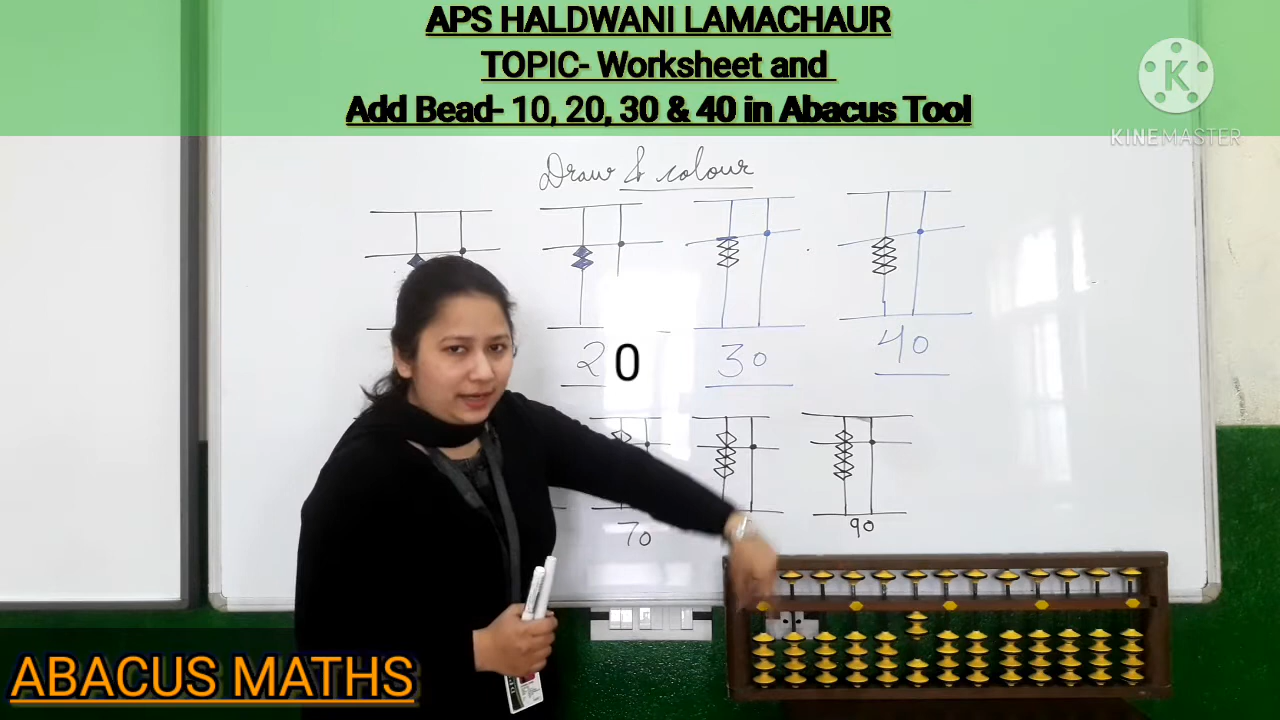 APS HALDWANI LAMACHAUR
TOPIC- Worksheet and
Add Bead- 10, 20, 30 & 40 in Abacus Tool
K
KINEMASTER
Draw & colour
20 30 40
70 90
ABACUS MATHS